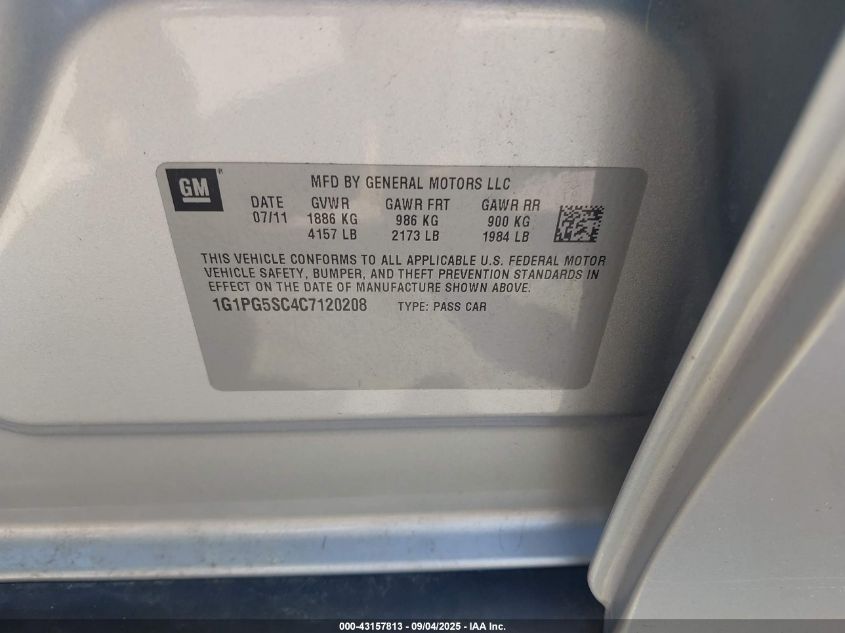 GM
MFD BY GENERAL MOTORS LLC
DATE GVWR GAWR FRT GAWR RR
07/11 1886 KG 986 KG 900 KG
4157 LB 2173 LB 1984 LB
THIS VEHICLE CONFORMS TO ALL APPLICABLE U.S. FEDERAL MOTOR
VEHICLE SAFETY, BUMPER, AND THEFT PREVENTION STANDARDS IN
EFFECT ON THE DATE OF MANUFACTURE SHOWN ABOVE.
1G1PG5SC4C7120208 TYPE: PASS CAR
000-43157813 - 09/04/2025 - IAA Inc.